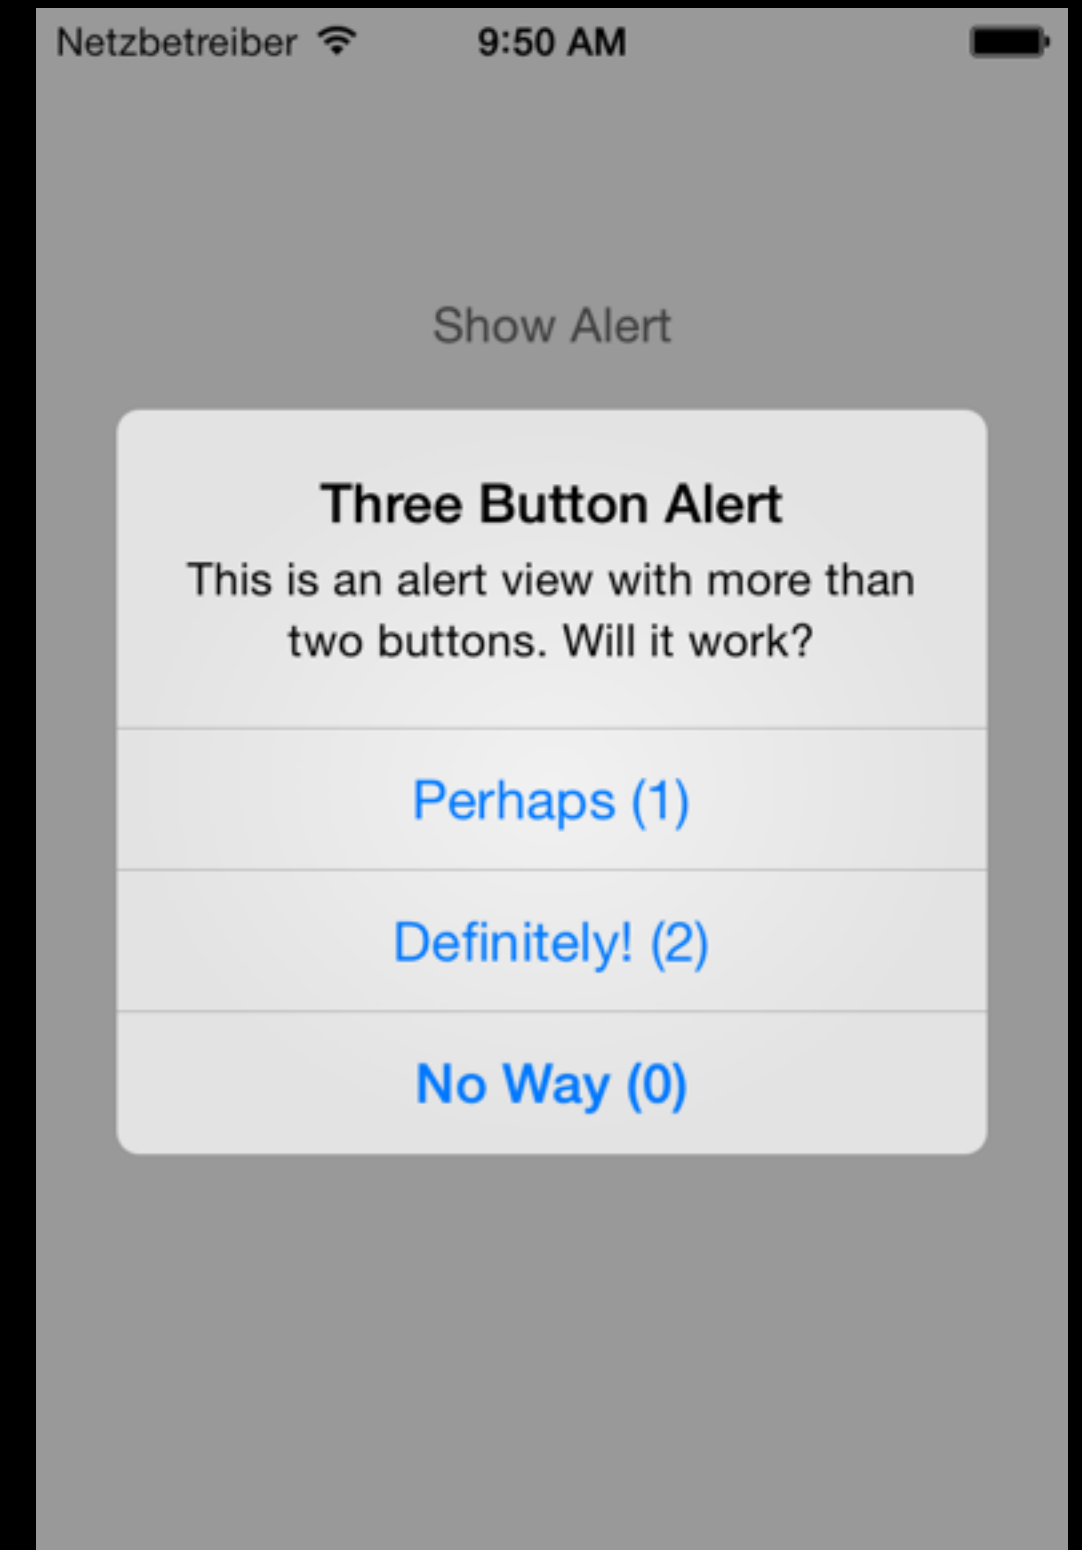 Netzbetreiber 9:50 AM
Show Alert
Three Button Alert
This is an alert view with more than
two buttons. Will it work?
Perhaps (1)
Definitely! (2)
No Way (0)